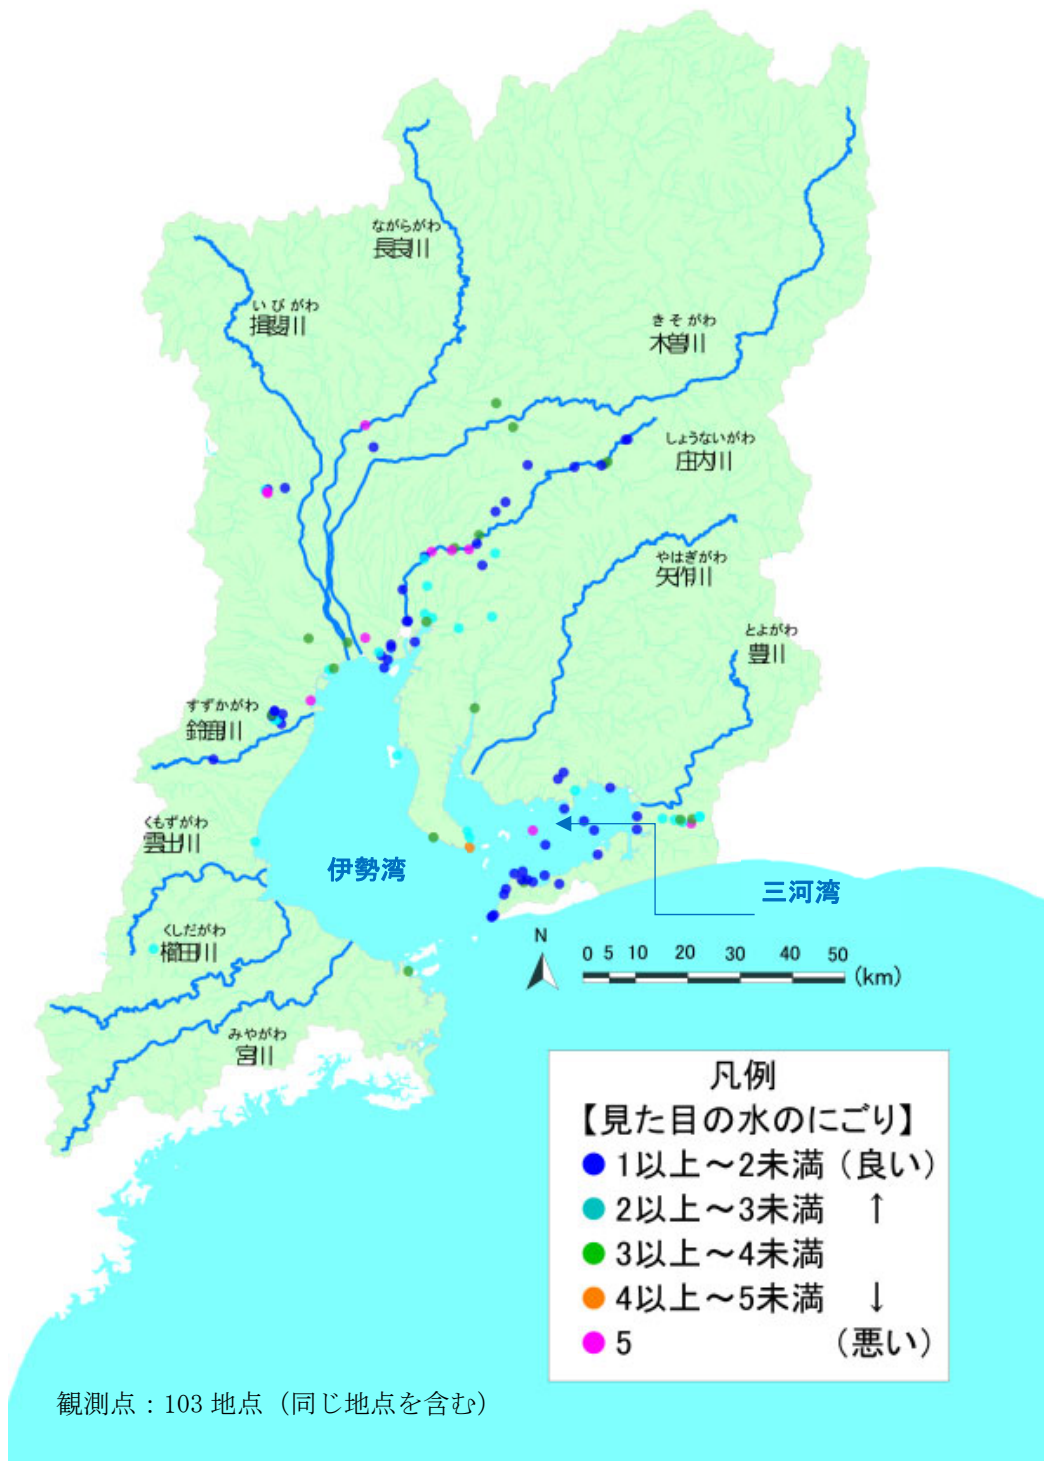 ながらがわ
長良川
いびがわ
揖斐川
きそがわ
木曽川
しょうないがわ
庄内川
やはぎがわ
矢作川
とよがわ
豊川
すずかがわ
鈴鹿川
くもずがわ
雲出川
伊勢湾
三河湾
くしだがわ
櫛田川
みやがわ
宮川
N
0 5 10 20 30 40 50
(km)
凡例
【見た目の水のにごり】
1以上～2未満（良い）
2以上～3未満 ↑
3以上～4未満
4以上～5未満 ↓
5 （悪い）
観測点：103 地点（同じ地点を含む）